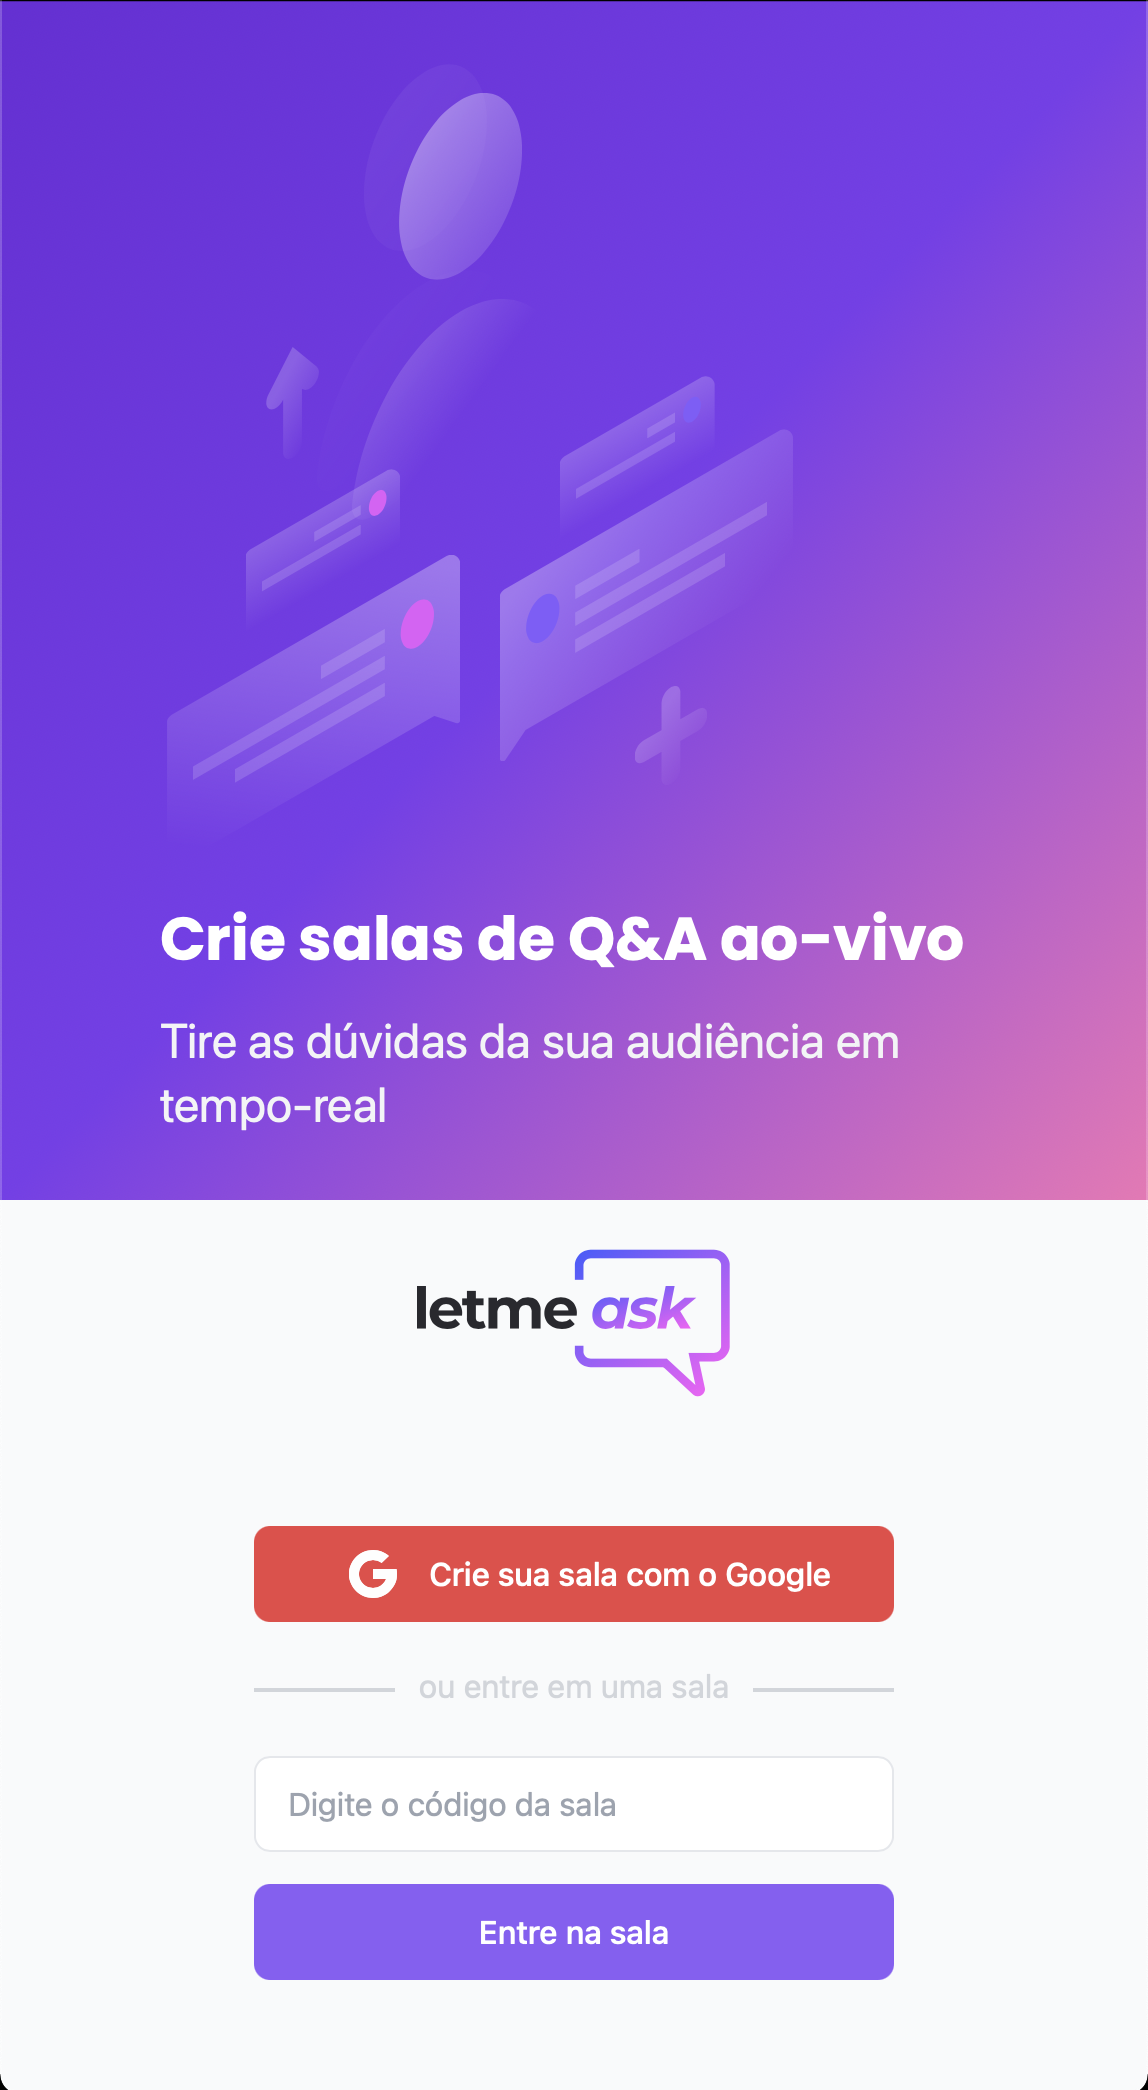 Crie salas de Q&A ao-vivo
Tire as dúvidas da sua audiência em
tempo-real
letme ask
Crie sua sala com o Google
ou entre em uma sala
Digite o código da sala
Entre na sala